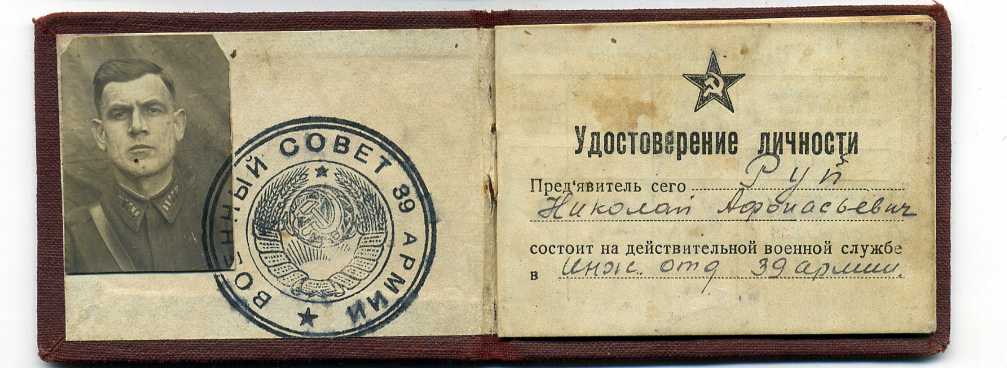 ВОЕННЫЙ СОВЕТ 39 АРМИИ
Удостоверение личности
Пред'явитель сего Руй
Николай Афонасьевич
состоит на действительной военной службе
в Инж. отд 39 армии.